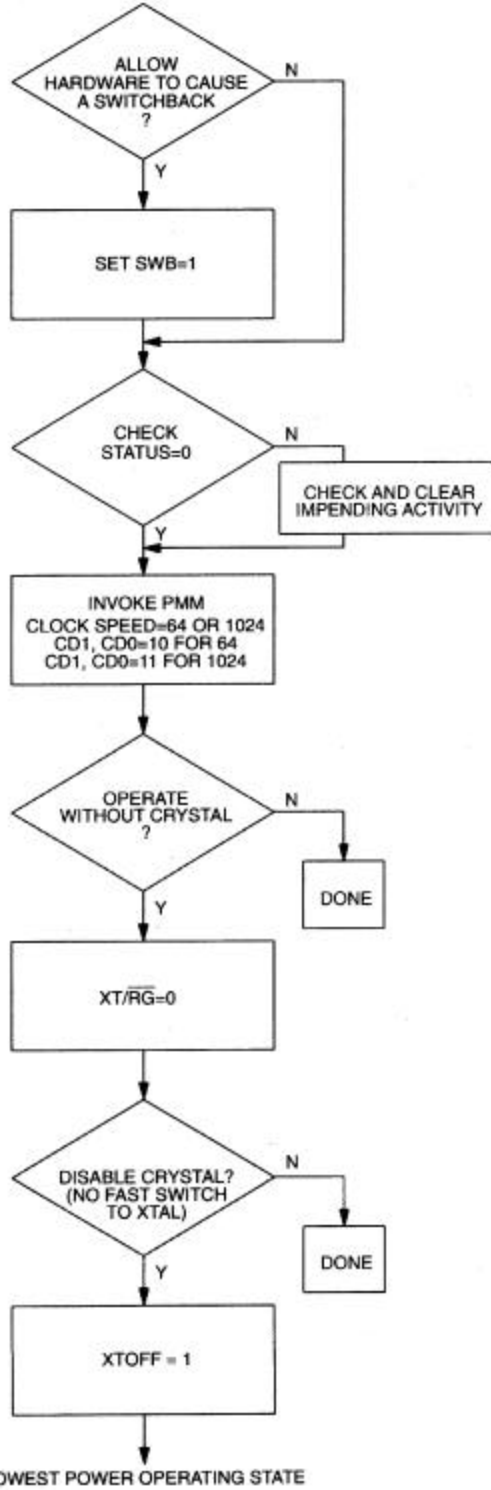 ALLOW
HARDWARE TO CAUSE
A SWITCHBACK
?
N
Y
SET SWB=1
CHECK
STATUS=0
N
CHECK AND CLEAR
IMPENDING ACTIVITY
Y
INVOKE PMM
CLOCK SPEED=64 OR 1024
CD1, CD0=10 FOR 64
CD1, CD0=11 FOR 1024
OPERATE
WITHOUT CRYSTAL
?
N
DONE
Y
XT/R̅G̅=0
DISABLE CRYSTAL?
(NO FAST SWITCH
TO XTAL)
N
DONE
Y
XTOFF = 1
OWEST POWER OPERATING STATE